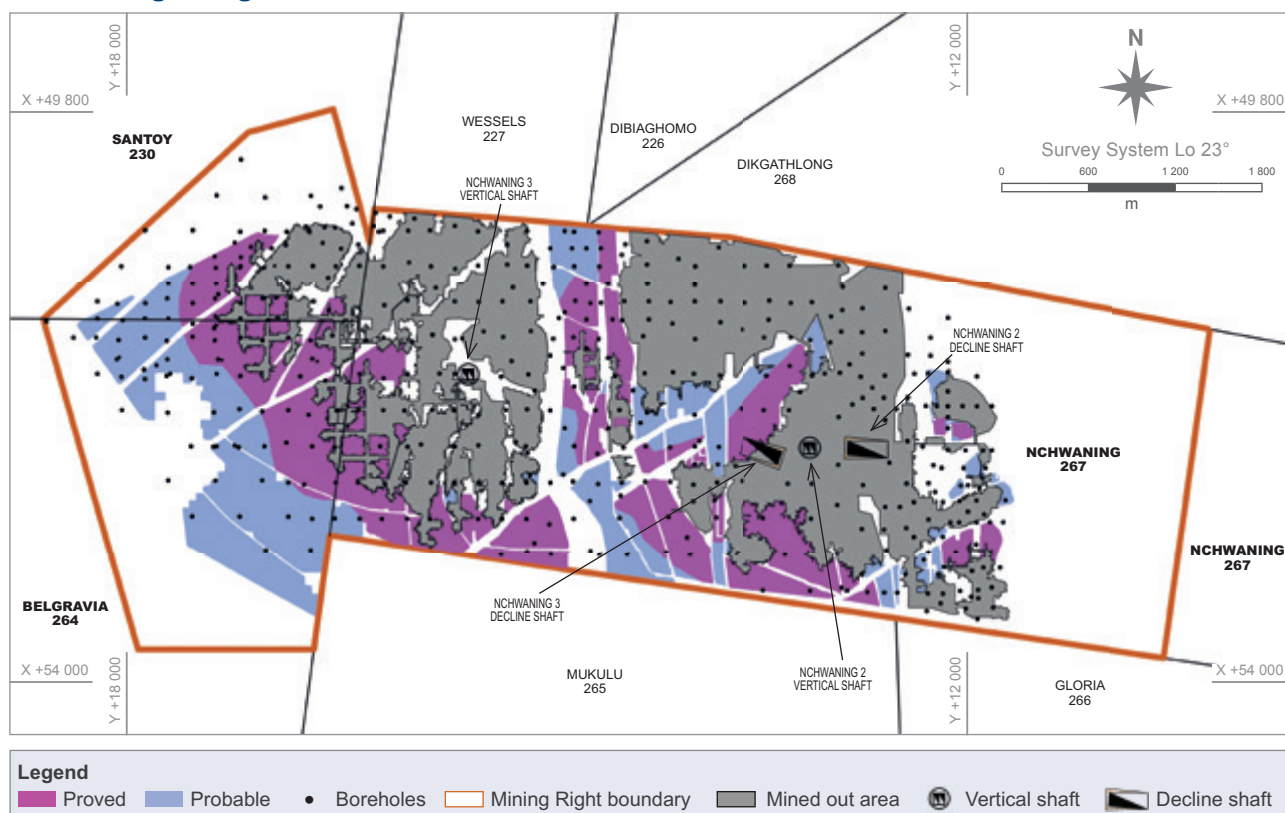 Y +18 000
Y +12 000
N
X +49 800
X +49 800
SANTOY
230
WESSELS
227
DIBIAGHOMO
226
DIKGATHLONG
268
Survey System Lo 23°
0 600 1 200 1 800
m
NCHWANING 3
VERTICAL SHAFT
NCHWANING 2
DECLINE SHAFT
NCHWANING
267
NCHWANING
267
BELGRAVIA
264
NCHWANING 3
DECLINE SHAFT
MUKULU
265
NCHWANING 2
VERTICAL SHAFT
GLORIA
266
X +54 000
X +54 000
Y +18 000
Y +12 000
Legend
Proved Probable Boreholes Mining Right boundary Mined out area Vertical shaft Decline shaft